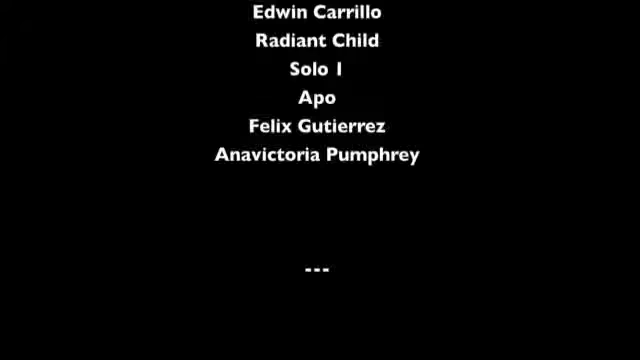 Edwin Carrillo
Radiant Child
Solo 1
Apo
Felix Gutierrez
Anavictoria Pumphrey
---